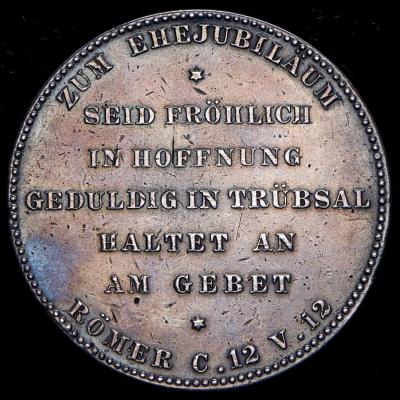 ZUM EHEJUBILÄUM
SEID FRÖHLICH
IN HOFFNUNG
GEDULDIG IN TRÜBSAL
HALTET AN
AM GEBET
RÖMER C. 12 V. 12